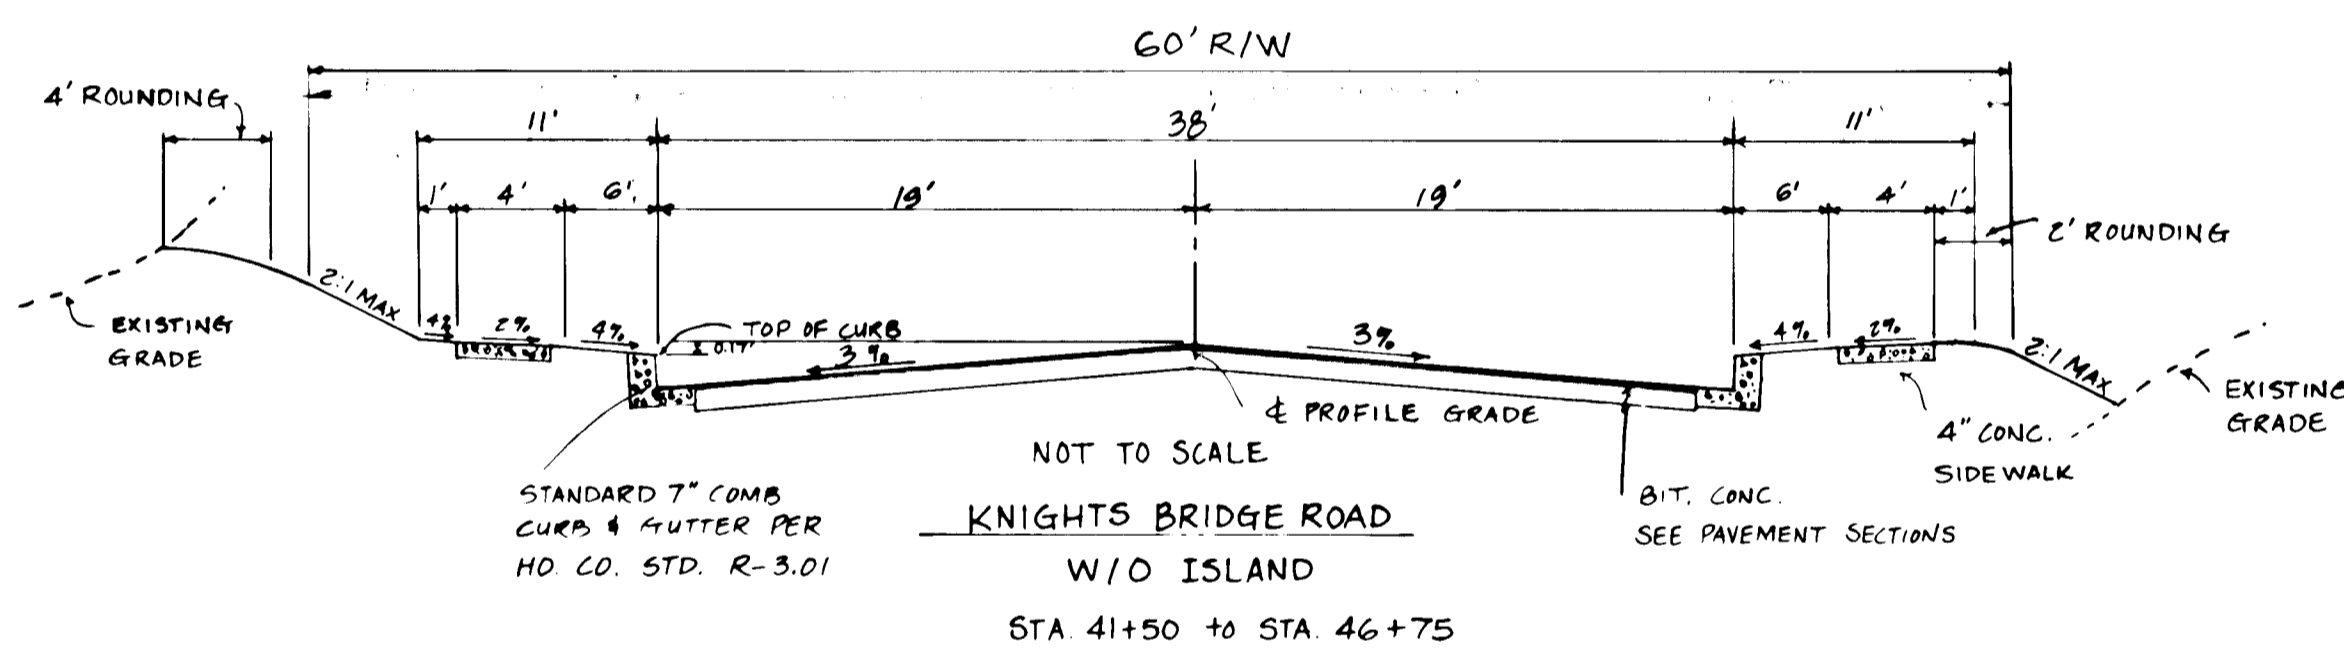 60' R/W
4' ROUNDING
11'
38'
11'
1'
4'
6'
19'
19'
6'
4'
1'
2' ROUNDING
2:1 MAX
4%
2%
4%
TOP OF CURB
0.17'
3%
3%
4%
2%
2:1 MAX
EXISTING
GRADE
EXISTING
GRADE
℄ PROFILE GRADE
4" CONC.
SIDEWALK
NOT TO SCALE
STANDARD 7" COMB
CURB & GUTTER PER
HO. CO. STD. R-3.01
BIT. CONC.
SEE PAVEMENT SECTIONS
KNIGHTS BRIDGE ROAD
W/O ISLAND
STA. 41+50 to STA. 46+75